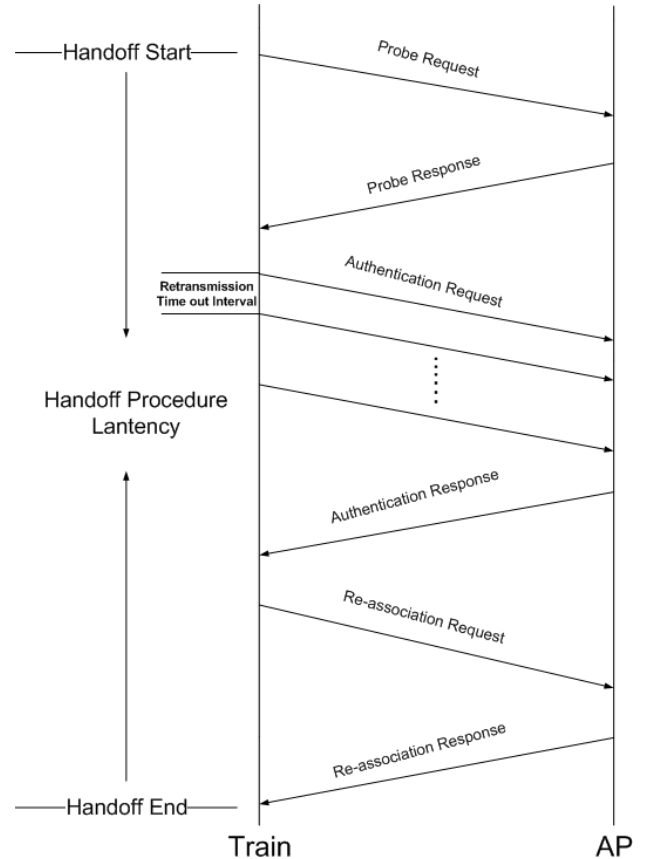 Handoff Start
Probe Request
Probe Response
Authentication Request
Retransmission
Time out Interval
Handoff Procedure
Lantency
Authentication Response
Re-association Request
Re-association Response
Handoff End
Train
AP